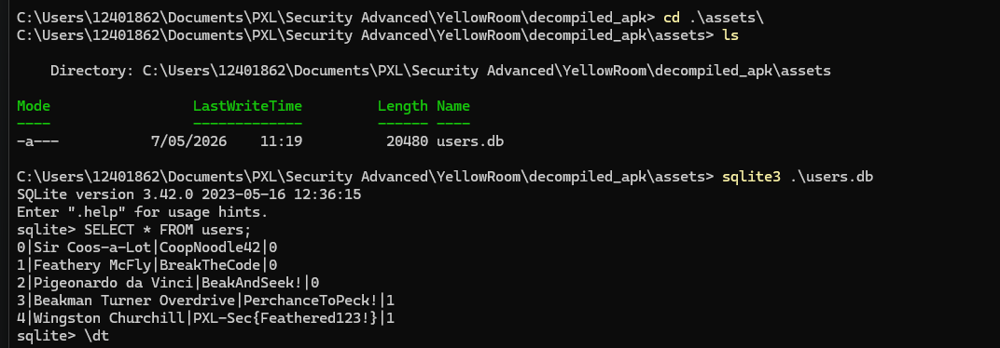 C:\Users\12401862\Documents\PXL\Security Advanced\YellowRoom\decompiled_apk> cd .\assets\
C:\Users\12401862\Documents\PXL\Security Advanced\YellowRoom\decompiled_apk\assets> ls
Directory: C:\Users\12401862\Documents\PXL\Security Advanced\YellowRoom\decompiled_apk\assets
Mode LastWriteTime Length Name
---- ------------- ------ ----
-a--- 7/05/2026 11:19 20480 users.db
C:\Users\12401862\Documents\PXL\Security Advanced\YellowRoom\decompiled_apk\assets> sqlite3 .\users.db
SQLite version 3.42.0 2023-05-16 12:36:15
Enter ".help" for usage hints.
sqlite> SELECT * FROM users;
0|Sir Coos-a-Lot|CoopNoodle42|0
1|Feathery McFly|BreakTheCode|0
2|Pigeonardo da Vinci|BeakAndSeek!|0
3|Beakman Turner Overdrive|PerchanceToPeck!|1
4|Wingston Churchill|PXL-Sec{Feathered123!}|1
sqlite> \dt